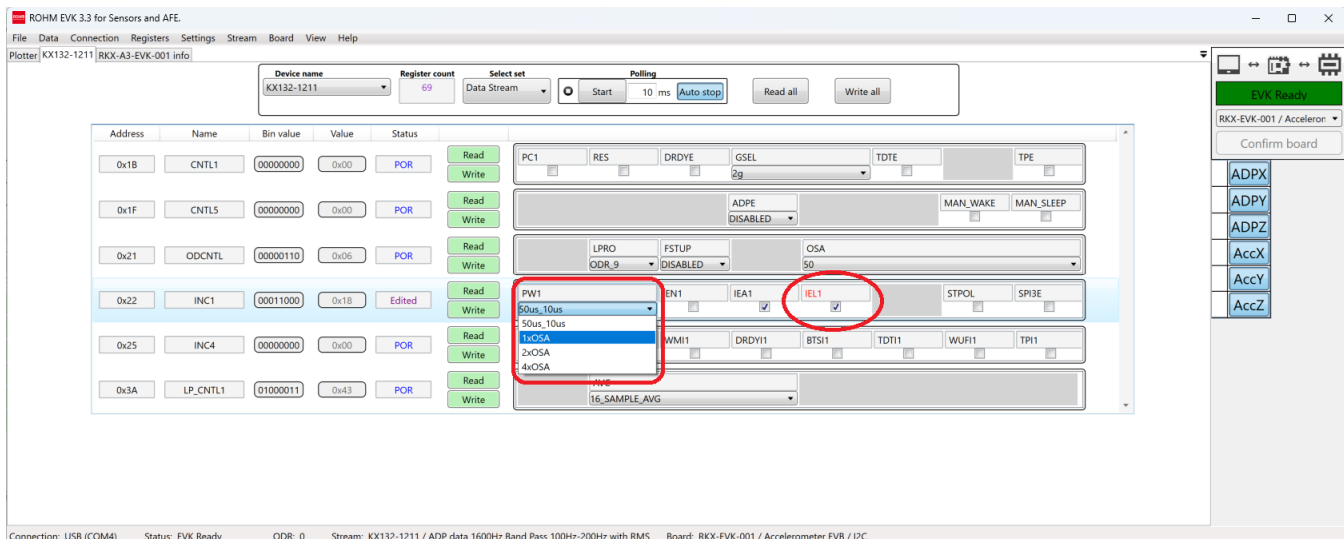 ROHM EVK 3.3 for Sensors and AFE.
File Data Connection Registers Settings Stream Board View Help
Plotter KX132-1211 RKX-A3-EVK-001 info
Device name Register count Select set Polling
KX132-1211 69 Data Stream Start 10 ms Auto stop Read all Write all
EVK Ready
RKX-EVK-001 / Acceleron
Confirm board
ADPX
ADPY
ADPZ
AccX
AccY
AccZ
Address Name Bin value Value Status
0x1B CNTL1 00000000 0x00 POR Read Write PC1 RES DRDYE GSEL 2g TDTE TPE
0x1F CNTL5 00000000 0x00 POR Read Write ADPE DISABLED MAN_WAKE MAN_SLEEP
0x21 ODCNTL 00000110 0x06 POR Read Write LPRO ODR_9 FSTUP DISABLED OSA 50
0x22 INC1 00011000 0x18 Edited Read Write PW1 50us_10us IEN1 IEA1 IEL1 STPOL SPI3E
50us_10us
1xOSA
2xOSA
4xOSA
0x25 INC4 00000000 0x00 POR Read Write WMI1 DRDYI1 BTSI1 TDTI1 WUFI1 TPI1
0x3A LP_CNTL1 01000011 0x43 POR Read Write AVC 16_SAMPLE_AVG
Connection: USB (COM4) Status: EVK Ready ODR: 0 Stream: KX132-1211 / ADP data 1600Hz Band Pass 100Hz-200Hz with RMS Board: RKX-EVK-001 / Accelerometer EVB / I2C